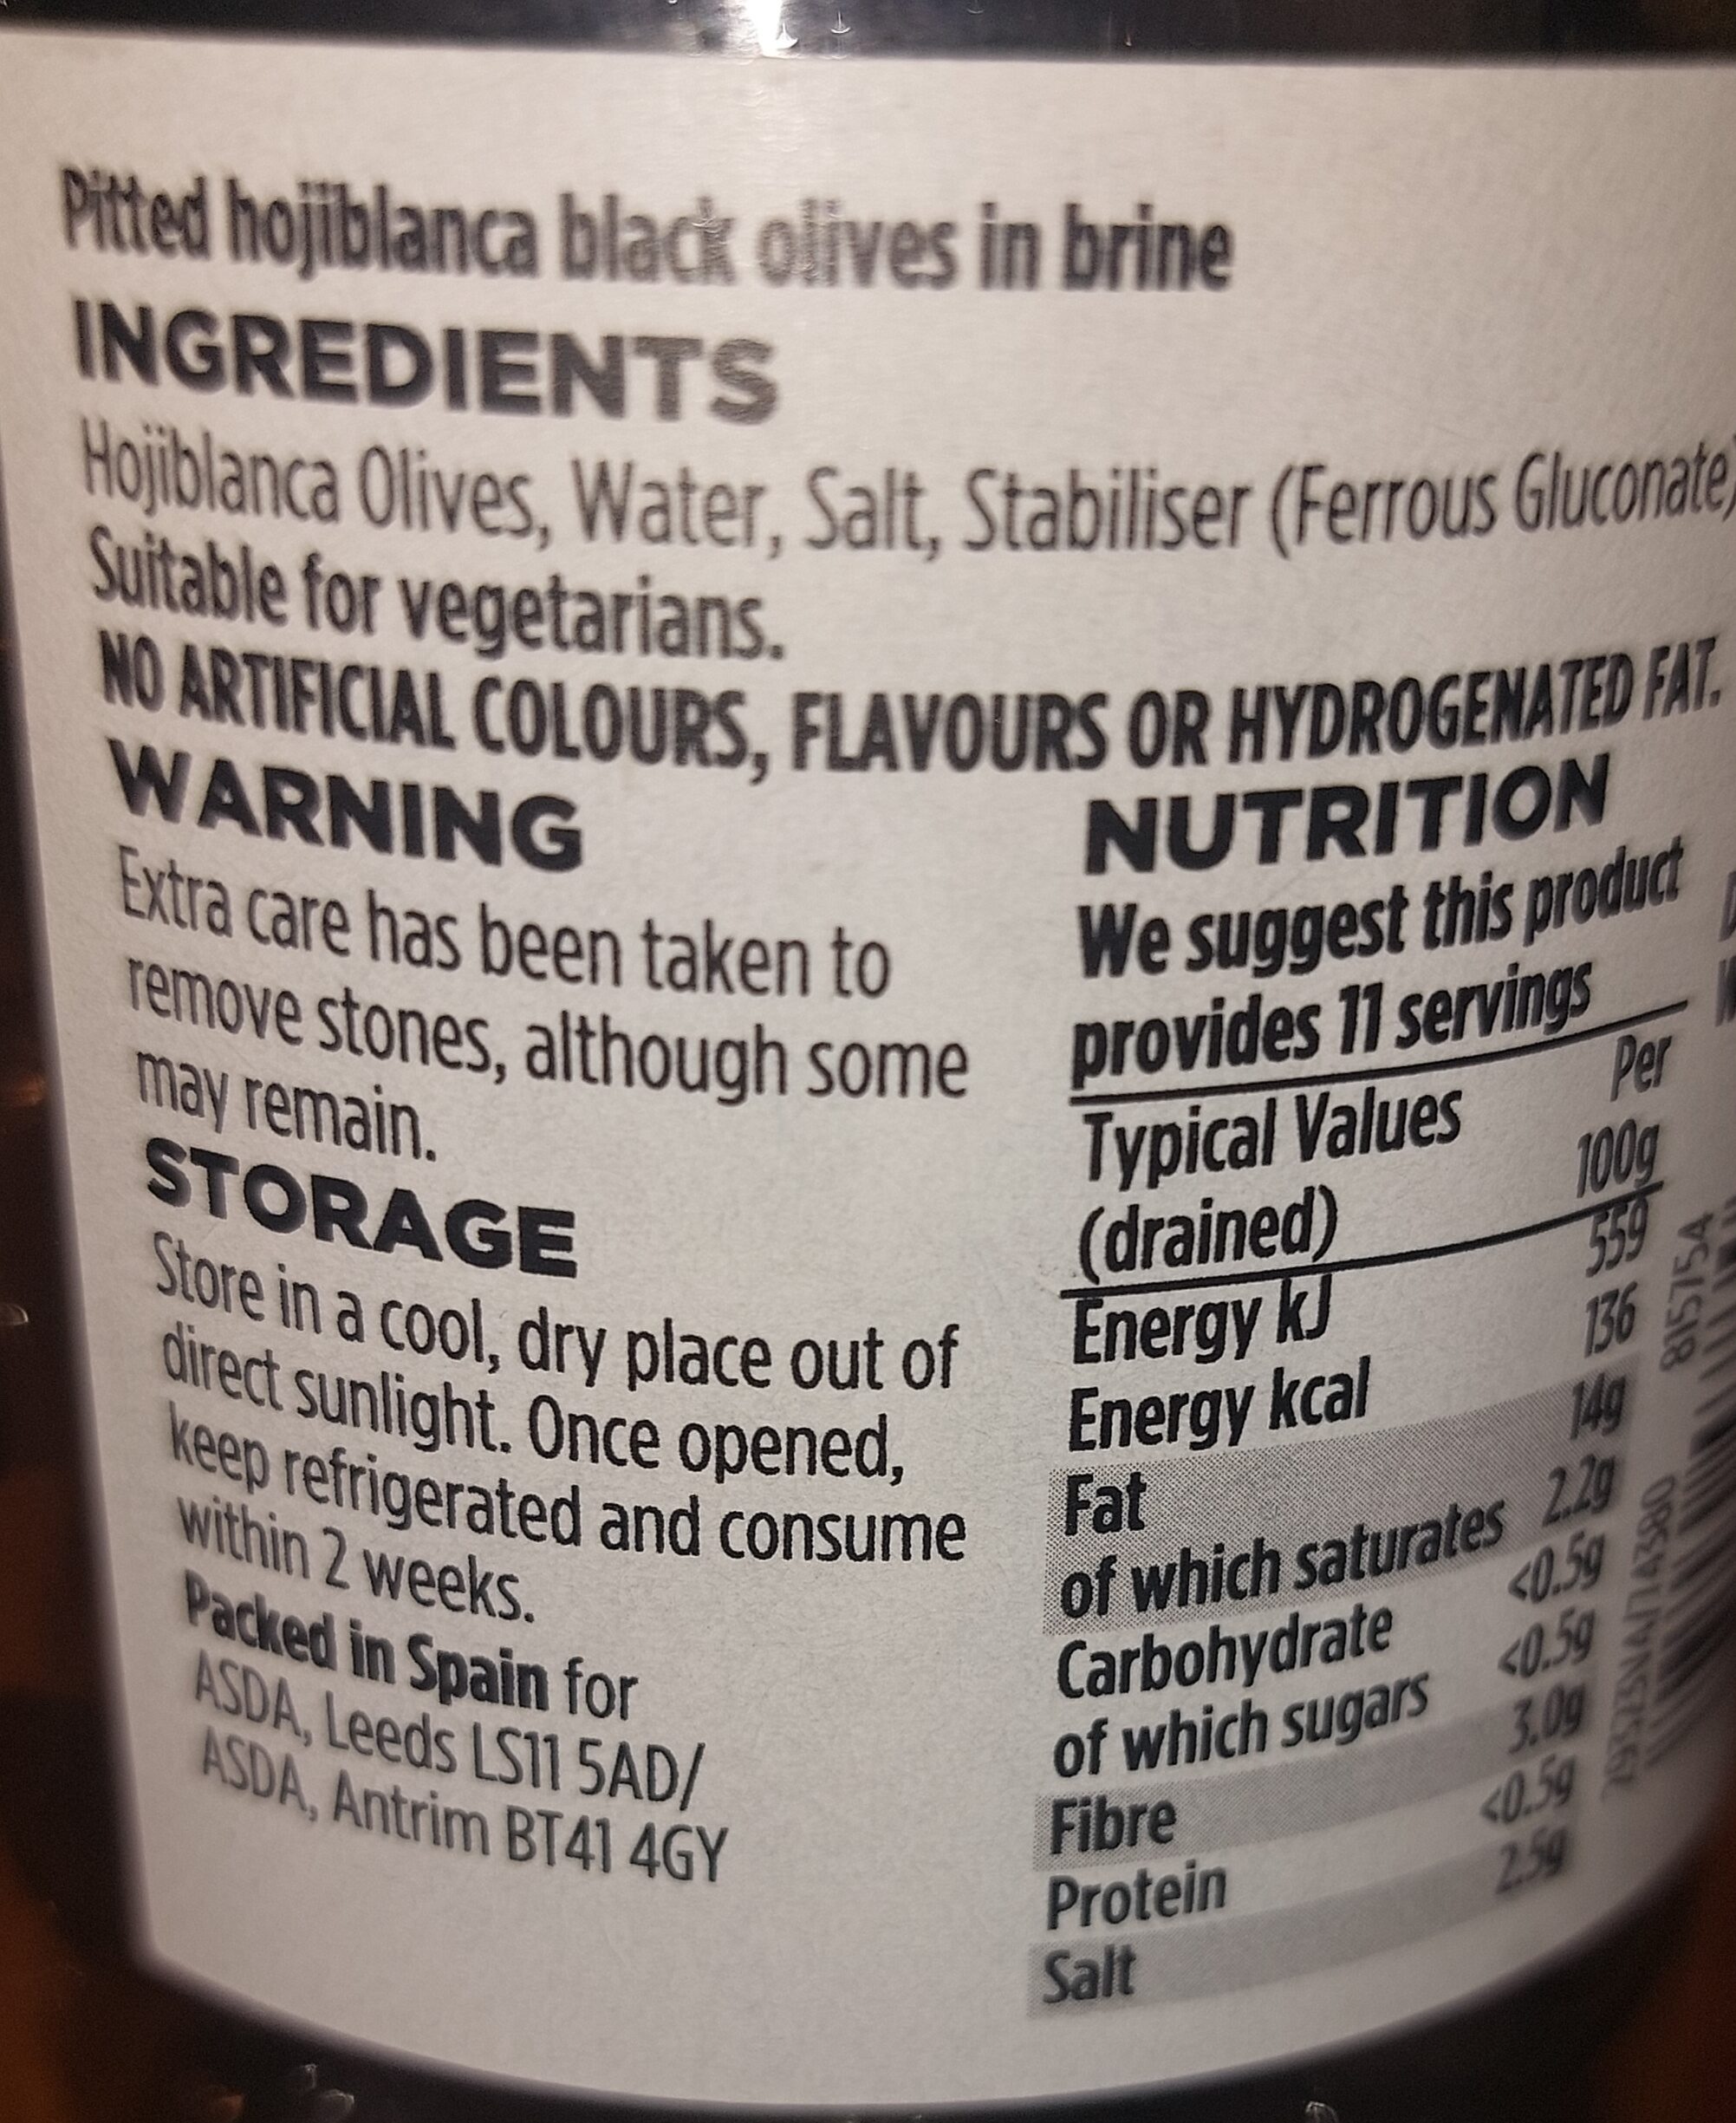 Pitted hojiblanca black olives in brine
INGREDIENTS
Hojiblanca Olives, Water, Salt, Stabiliser (Ferrous Gluconate)
Suitable for vegetarians.
NO ARTIFICIAL COLOURS, FLAVOURS OR HYDROGENATED FAT.
WARNING
Extra care has been taken to
remove stones, although some
may remain.
STORAGE
Store in a cool, dry place out of
direct sunlight. Once opened,
keep refrigerated and consume
within 2 weeks.
Packed in Spain for
ASDA, Leeds LS11 5AD/
ASDA, Antrim BT41 4GY
NUTRITION
We suggest this product
provides 11 servings
Typical Values Per
(drained) 100g
Energy kJ 559
Energy kcal 136
Fat 14g
of which saturates 2.2g
Carbohydrate <0.5g
of which sugars <0.5g
Fibre 3.0g
Protein <0.5g
Salt 2.5g
8157754